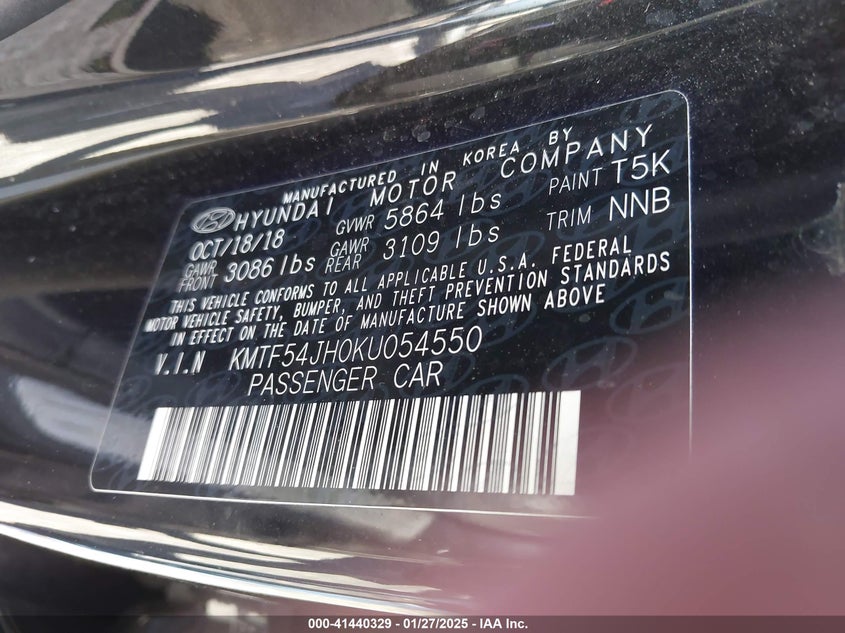 MANUFACTURED IN KOREA BY
HYUNDAI MOTOR COMPANY
OCT/18/18 GVWR 5864 lbs PAINT T5K
GAWR FRONT 3086 lbs GAWR REAR 3109 lbs TRIM NNB
THIS VEHICLE CONFORMS TO ALL APPLICABLE U.S.A. FEDERAL
MOTOR VEHICLE SAFETY, BUMPER, AND THEFT PREVENTION STANDARDS
IN EFFECT ON THE DATE OF MANUFACTURE SHOWN ABOVE
V.I.N KMTF54JH0KU054550
PASSENGER CAR
000-41440329 - 01/27/2025 - IAA Inc.